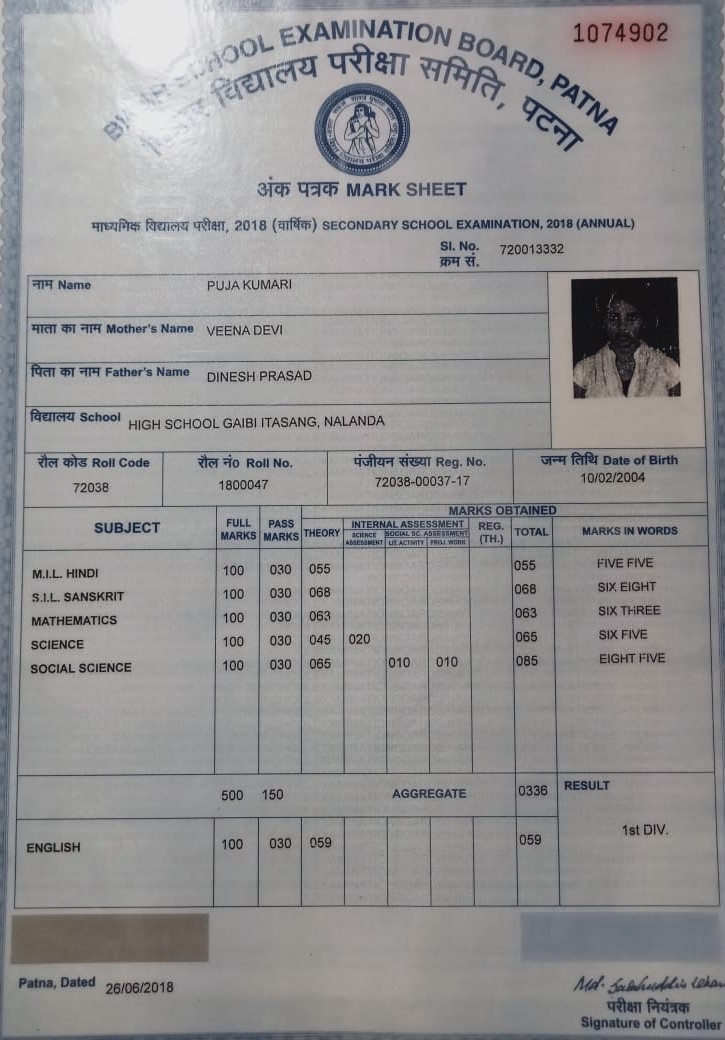 1074902
BIHAR SCHOOL EXAMINATION BOARD, PATNA
बिहार विद्यालय परीक्षा समिति, पटना
अंक पत्रक MARK SHEET
माध्यमिक विद्यालय परीक्षा, 2018 (वार्षिक) SECONDARY SCHOOL EXAMINATION, 2018 (ANNUAL)
Sl. No. 720013332
क्रम सं.
नाम Name PUJA KUMARI
माता का नाम Mother's Name VEENA DEVI
पिता का नाम Father's Name DINESH PRASAD
विद्यालय School HIGH SCHOOL GAIBI ITASANG, NALANDA
रौल कोड Roll Code रौल नं० Roll No. पंजीयन संख्या Reg. No. जन्म तिथि Date of Birth
72038 1800047 72038-00037-17 10/02/2004
MARKS OBTAINED
SUBJECT FULL MARKS PASS MARKS THEORY INTERNAL ASSESSMENT REG. (TH.) TOTAL MARKS IN WORDS
SCIENCE ASSESSMENT SOCIAL SC. ASSESSMENT
LIT. ACTIVITY PROJ. WORK
M.I.L. HINDI 100 030 055 055 FIVE FIVE
S.I.L. SANSKRIT 100 030 068 068 SIX EIGHT
MATHEMATICS 100 030 063 063 SIX THREE
SCIENCE 100 030 045 020 065 SIX FIVE
SOCIAL SCIENCE 100 030 065 010 010 085 EIGHT FIVE
500 150 AGGREGATE 0336 RESULT
1st DIV.
ENGLISH 100 030 059 059
Patna, Dated 26/06/2018
परीक्षा नियंत्रक
Signature of Controller